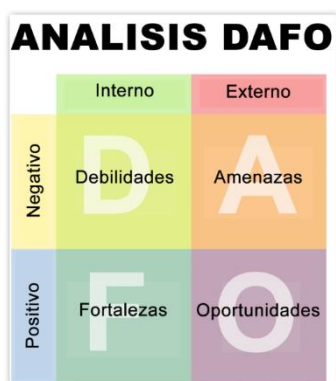 ANALISIS DAFO
Interno Externo
Negativo
D A
Debilidades Amenazas
Positivo
F O
Fortalezas Oportunidades